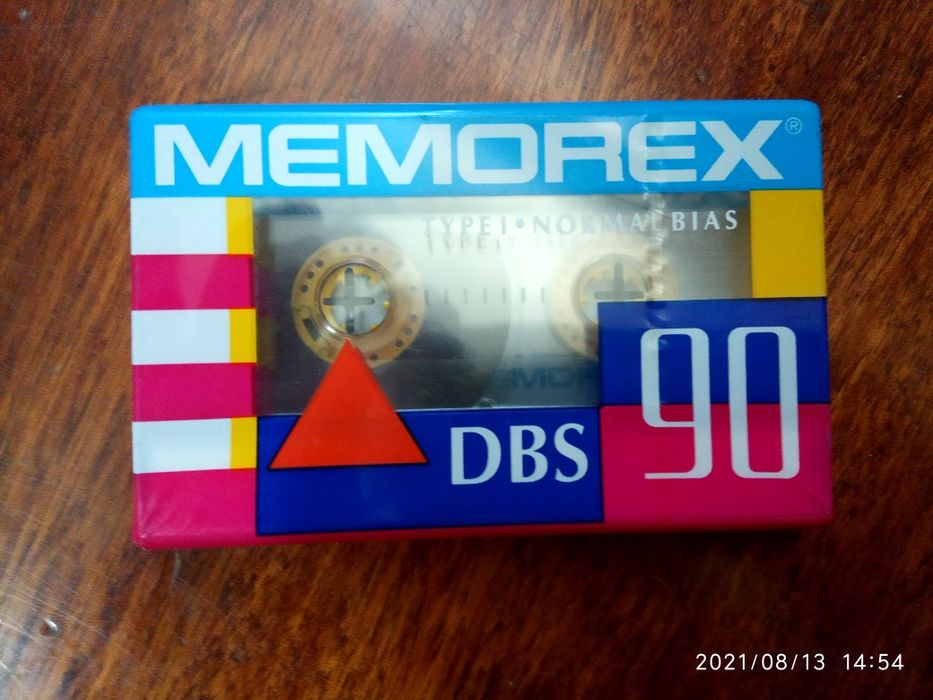 MEMOREX®
TYPE I • NORMAL BIAS
90
DBS
2021/08/13 14:54